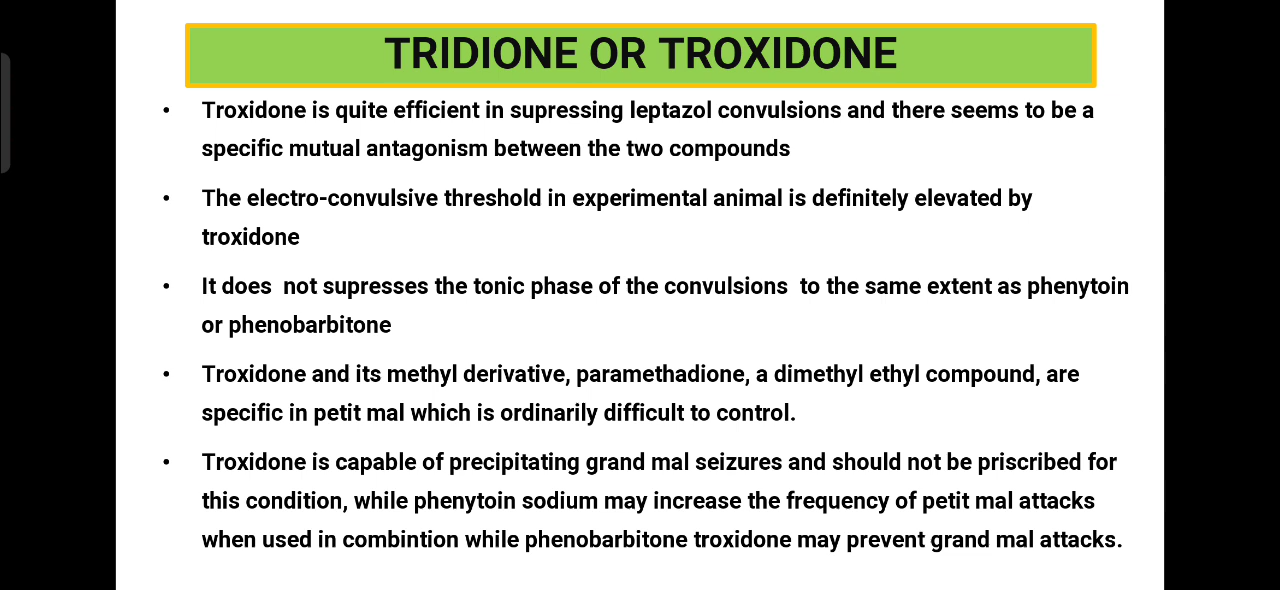 TRIDIONE OR TROXIDONE
• Troxidone is quite efficient in supressing leptazol convulsions and there seems to be a
specific mutual antagonism between the two compounds
• The electro-convulsive threshold in experimental animal is definitely elevated by
troxidone
• It does  not supresses the tonic phase of the convulsions  to the same extent as phenytoin
or phenobarbitone
• Troxidone and its methyl derivative, paramethadione, a dimethyl ethyl compound, are
specific in petit mal which is ordinarily difficult to control.
• Troxidone is capable of precipitating grand mal seizures and should not be priscribed for
this condition, while phenytoin sodium may increase the frequency of petit mal attacks
when used in combintion while phenobarbitone troxidone may prevent grand mal attacks.